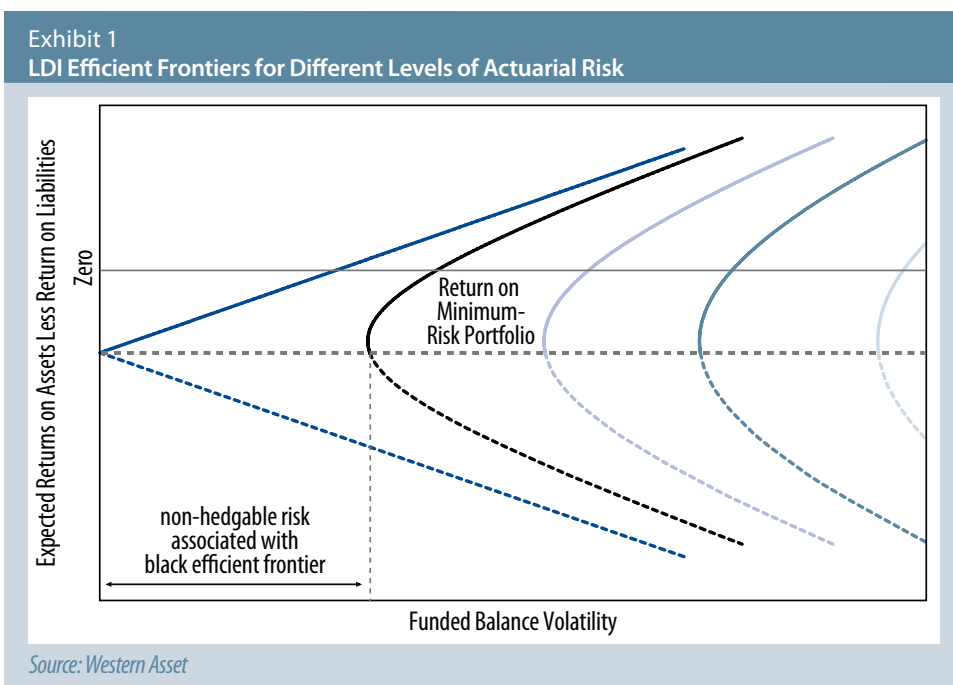 Exhibit 1
LDI Efficient Frontiers for Different Levels of Actuarial Risk
Expected Returns on Assets Less Return on Liabilities
Zero
Return on
Minimum-
Risk Portfolio
non-hedgable risk
associated with
black efficient frontier
Funded Balance Volatility
Source: Western Asset